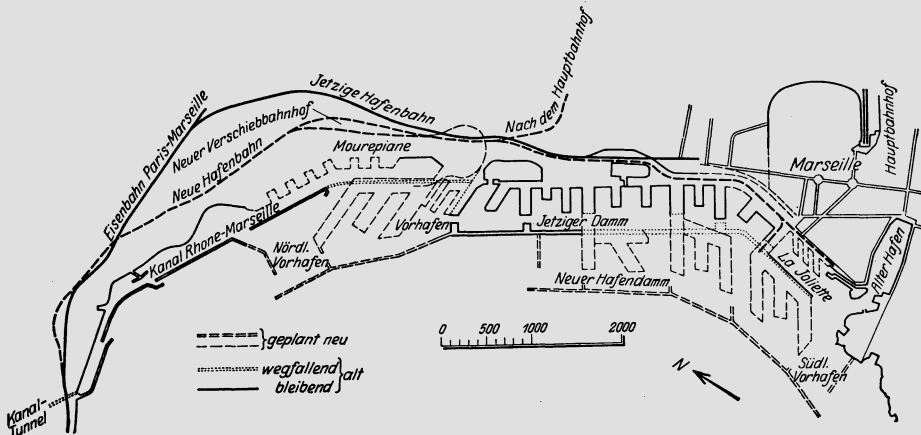 Eisenbahn Paris-Marseille
Jetzige Hafenbahn
Neuer Verschiebbahnhof
Neue Hafenbahn
Nach dem Hauptbahnhof
Mourepiane
Kanal Rhone-Marseille
Nördl.
Vorhafen
Vorhafen
Jetziger Damm
Neuer Hafendamm
Marseille
Hauptbahnhof
La Joliette
Alter Hafen
Südl.
Vorhafen
geplant neu
wegfallend
bleibend
alt
0 500 1000 2000
N
Kanal-
Tunnel